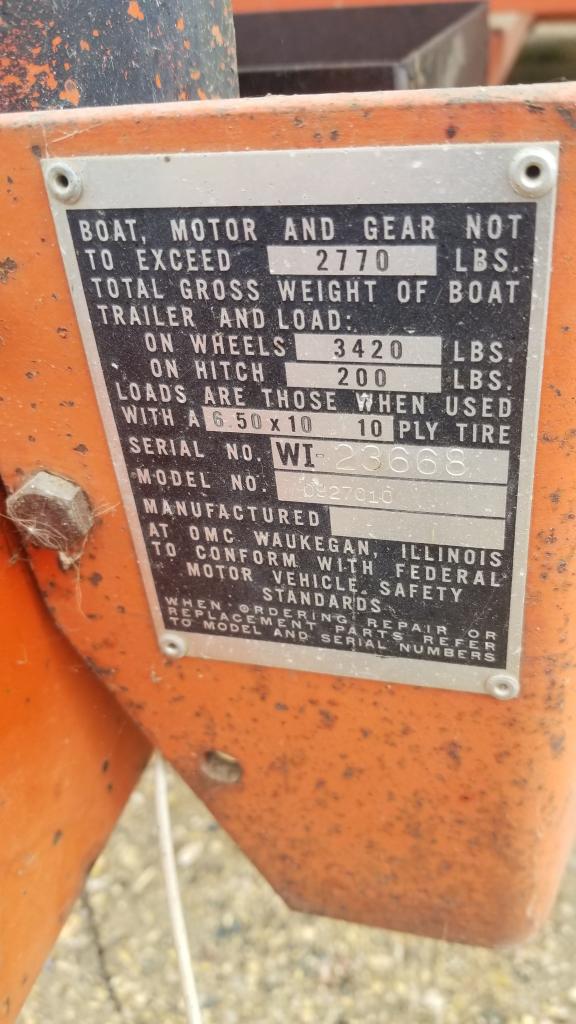 BOAT, MOTOR AND GEAR NOT
TO EXCEED 2770 LBS.
TOTAL GROSS WEIGHT OF BOAT
TRAILER AND LOAD:
ON WHEELS 3420 LBS.
ON HITCH 200 LBS.
LOADS ARE THOSE WHEN USED
WITH A 6.50 x 10 10 PLY TIRE
SERIAL NO. WI-23668
MODEL NO.
MANUFACTURED
AT OMC WAUKEGAN, ILLINOIS
TO CONFORM WITH FEDERAL
MOTOR VEHICLE SAFETY
STANDARDS
WHEN ORDERING REPAIR OR
REPLACEMENT PARTS REFER
TO MODEL AND SERIAL NUMBERS